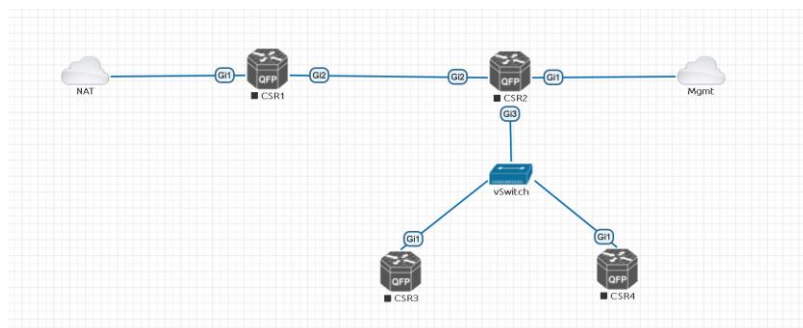 Gi1
Gi2
Gi2
Gi1
QFP
QFP
NAT
CSR1
CSR2
Mgmt
Gi3
vSwitch
Gi1
Gi1
QFP
QFP
CSR3
CSR4